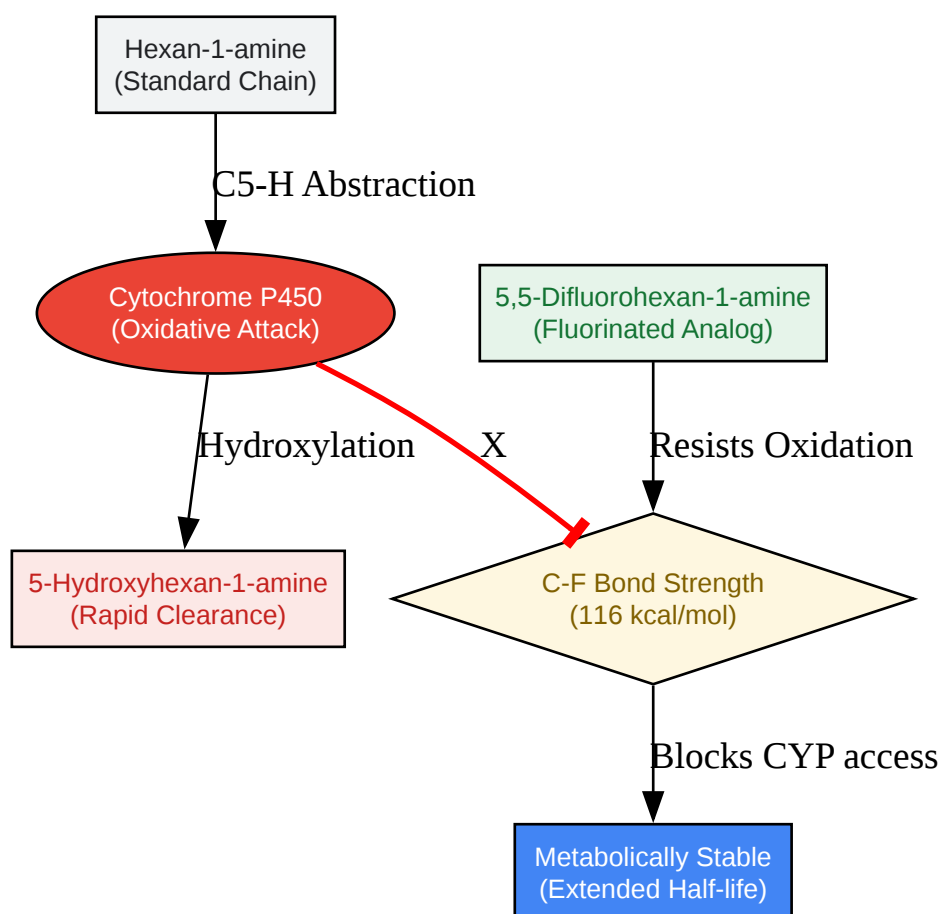 Hexan-1-amine
(Standard Chain)
C5-H Abstraction
Cytochrome P450
(Oxidative Attack)
5,5-Difluorohexan-1-amine
(Fluorinated Analog)
Hydroxylation
X
Resists Oxidation
5-Hydroxyhexan-1-amine
(Rapid Clearance)
C-F Bond Strength
(116 kcal/mol)
Blocks CYP access
Metabolically Stable
(Extended Half-life)